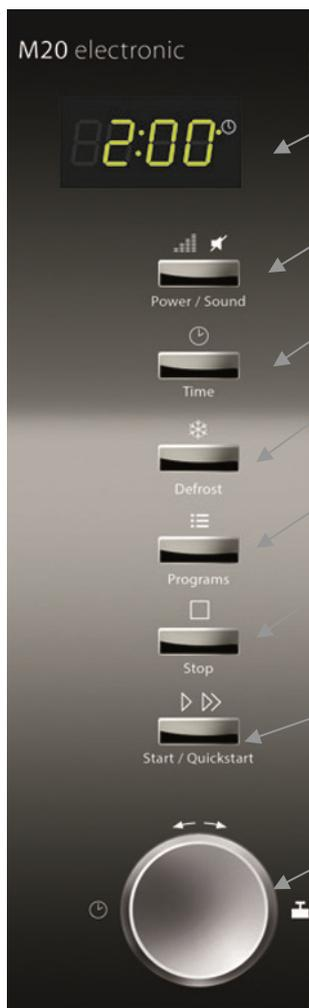 M20 electronic
2:00
Power / Sound
Time
Defrost
Programs
Stop
Start / Quickstart